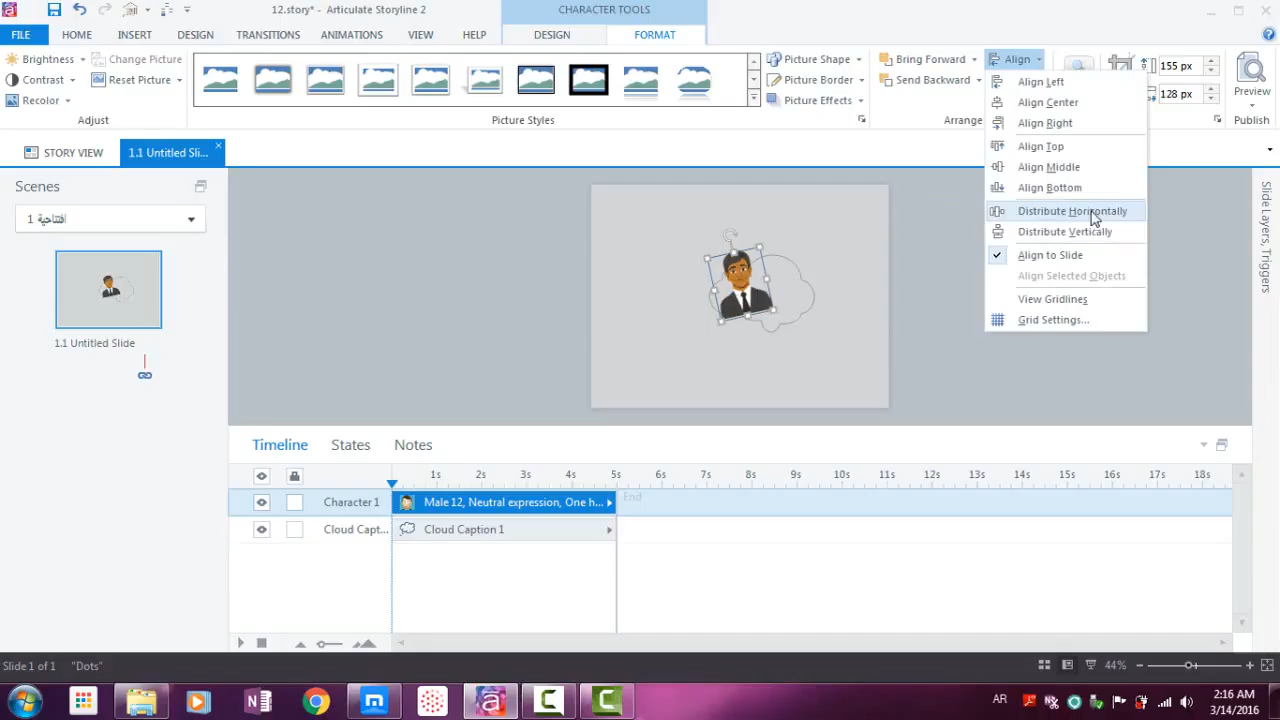 12.story* - Articulate Storyline 2
CHARACTER TOOLS
FILE HOME INSERT DESIGN TRANSITIONS ANIMATIONS VIEW HELP DESIGN FORMAT
Brightness Change Picture
Contrast Reset Picture
Recolor
Adjust
Picture Styles
Picture Shape
Picture Border
Picture Effects
Bring Forward
Send Backward
Arrange
Align
155 px
128 px
Preview
Publish
Align Left
Align Center
Align Right
Align Top
Align Middle
Align Bottom
Distribute Horizontally
Distribute Vertically
Align to Slide
Align Selected Objects
View Gridlines
Grid Settings...
STORY VIEW 1.1 Untitled Sli...
Scenes
1 افتتاحية
1.1 Untitled Slide
Slide Layers, Triggers
Timeline States Notes
1s 2s 3s 4s 5s 6s 7s 8s 9s 10s 11s 12s 13s 14s 15s 16s 17s 18s
Character 1 Male 12, Neutral expression, One h... End
Cloud Capt... Cloud Caption 1
Slide 1 of 1 "Dots" 44%
AR 2:16 AM
3/14/2016